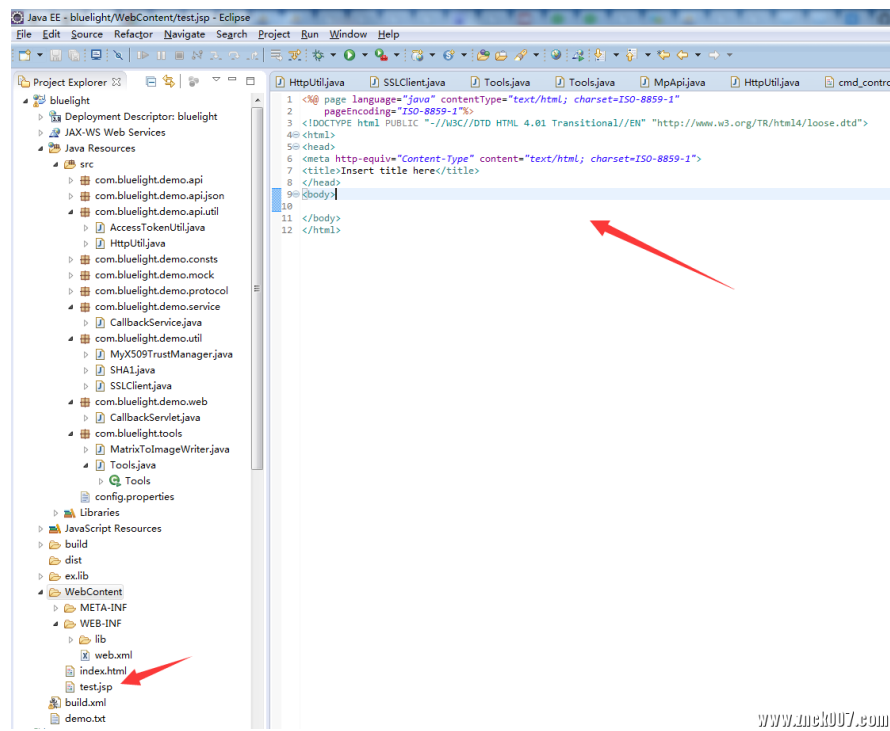 Java EE - bluelight/WebContent/test.jsp - Eclipse
File Edit Source Refactor Navigate Search Project Run Window Help
Project Explorer
HttpUtil.java SSLClient.java Tools.java Tools.java MpApi.java HttpUtil.java cmd_contro
bluelight
Deployment Descriptor: bluelight
JAX-WS Web Services
Java Resources
src
com.bluelight.demo.api
com.bluelight.demo.api.json
com.bluelight.demo.api.util
AccessTokenUtil.java
HttpUtil.java
com.bluelight.demo.consts
com.bluelight.demo.mock
com.bluelight.demo.protocol
com.bluelight.demo.service
CallbackService.java
com.bluelight.demo.util
MyX509TrustManager.java
SHA1.java
SSLClient.java
com.bluelight.demo.web
CallbackServlet.java
com.bluelight.tools
MatrixToImageWriter.java
Tools.java
Tools
config.properties
Libraries
JavaScript Resources
build
dist
ex.lib
WebContent
META-INF
WEB-INF
lib
web.xml
index.html
test.jsp
build.xml
demo.txt
1 <%@ page language="java" contentType="text/html; charset=ISO-8859-1"
2 pageEncoding="ISO-8859-1"%>
3 <!DOCTYPE html PUBLIC "-//W3C//DTD HTML 4.01 Transitional//EN" "http://www.w3.org/TR/html4/loose.dtd">
4 <html>
5 <head>
6 <meta http-equiv="Content-Type" content="text/html; charset=ISO-8859-1">
7 <title>Insert title here</title>
8 </head>
9 <body>
10
11 </body>
12 </html>
www.znck007.com